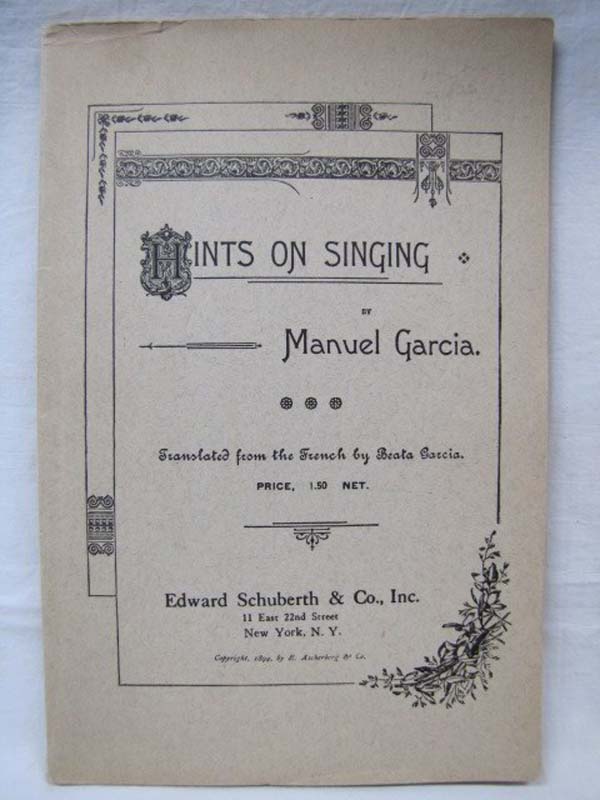 HINTS ON SINGING
BY
Manuel Garcia.
Translated from the French by Beata Garcia.
PRICE, 1.50 NET.
Edward Schuberth & Co., Inc.
11 East 22nd Street
New York, N. Y.
Copyright, 1894, by E. Ascherberg & Co.